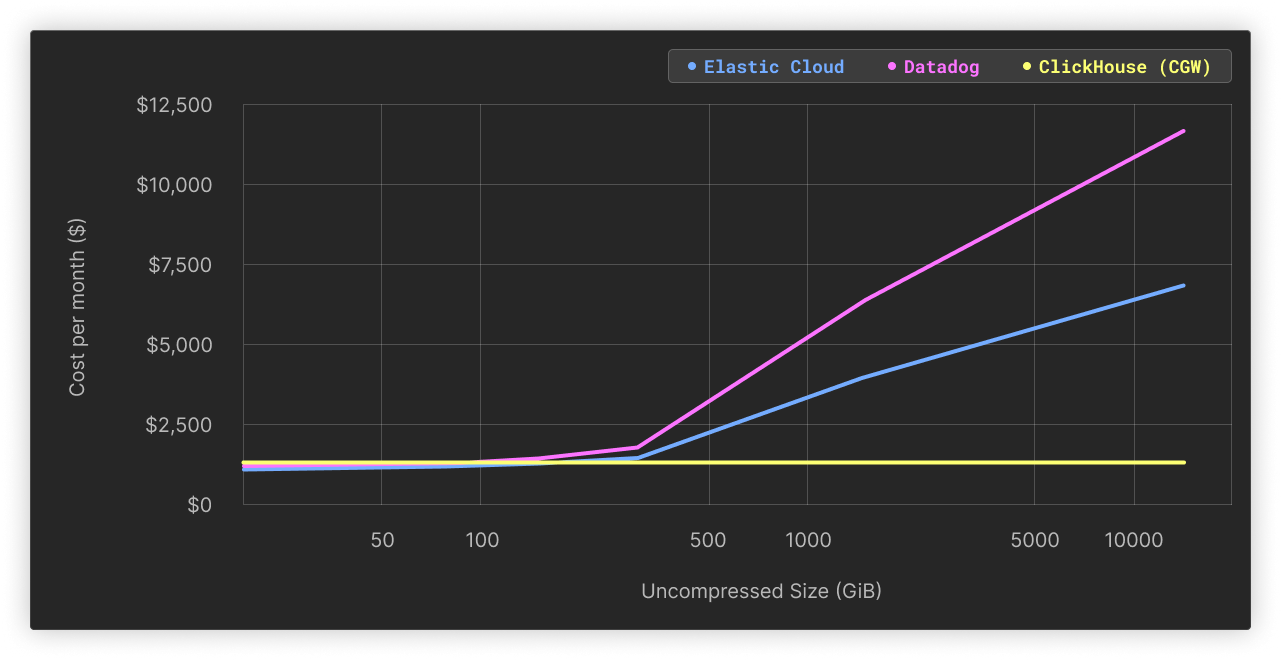 Elastic Cloud Datadog ClickHouse (CGW)
$12,500
$10,000
$7,500
$5,000
$2,500
$0
Cost per month ($)
50 100 500 1000 5000 10000
Uncompressed Size (GiB)